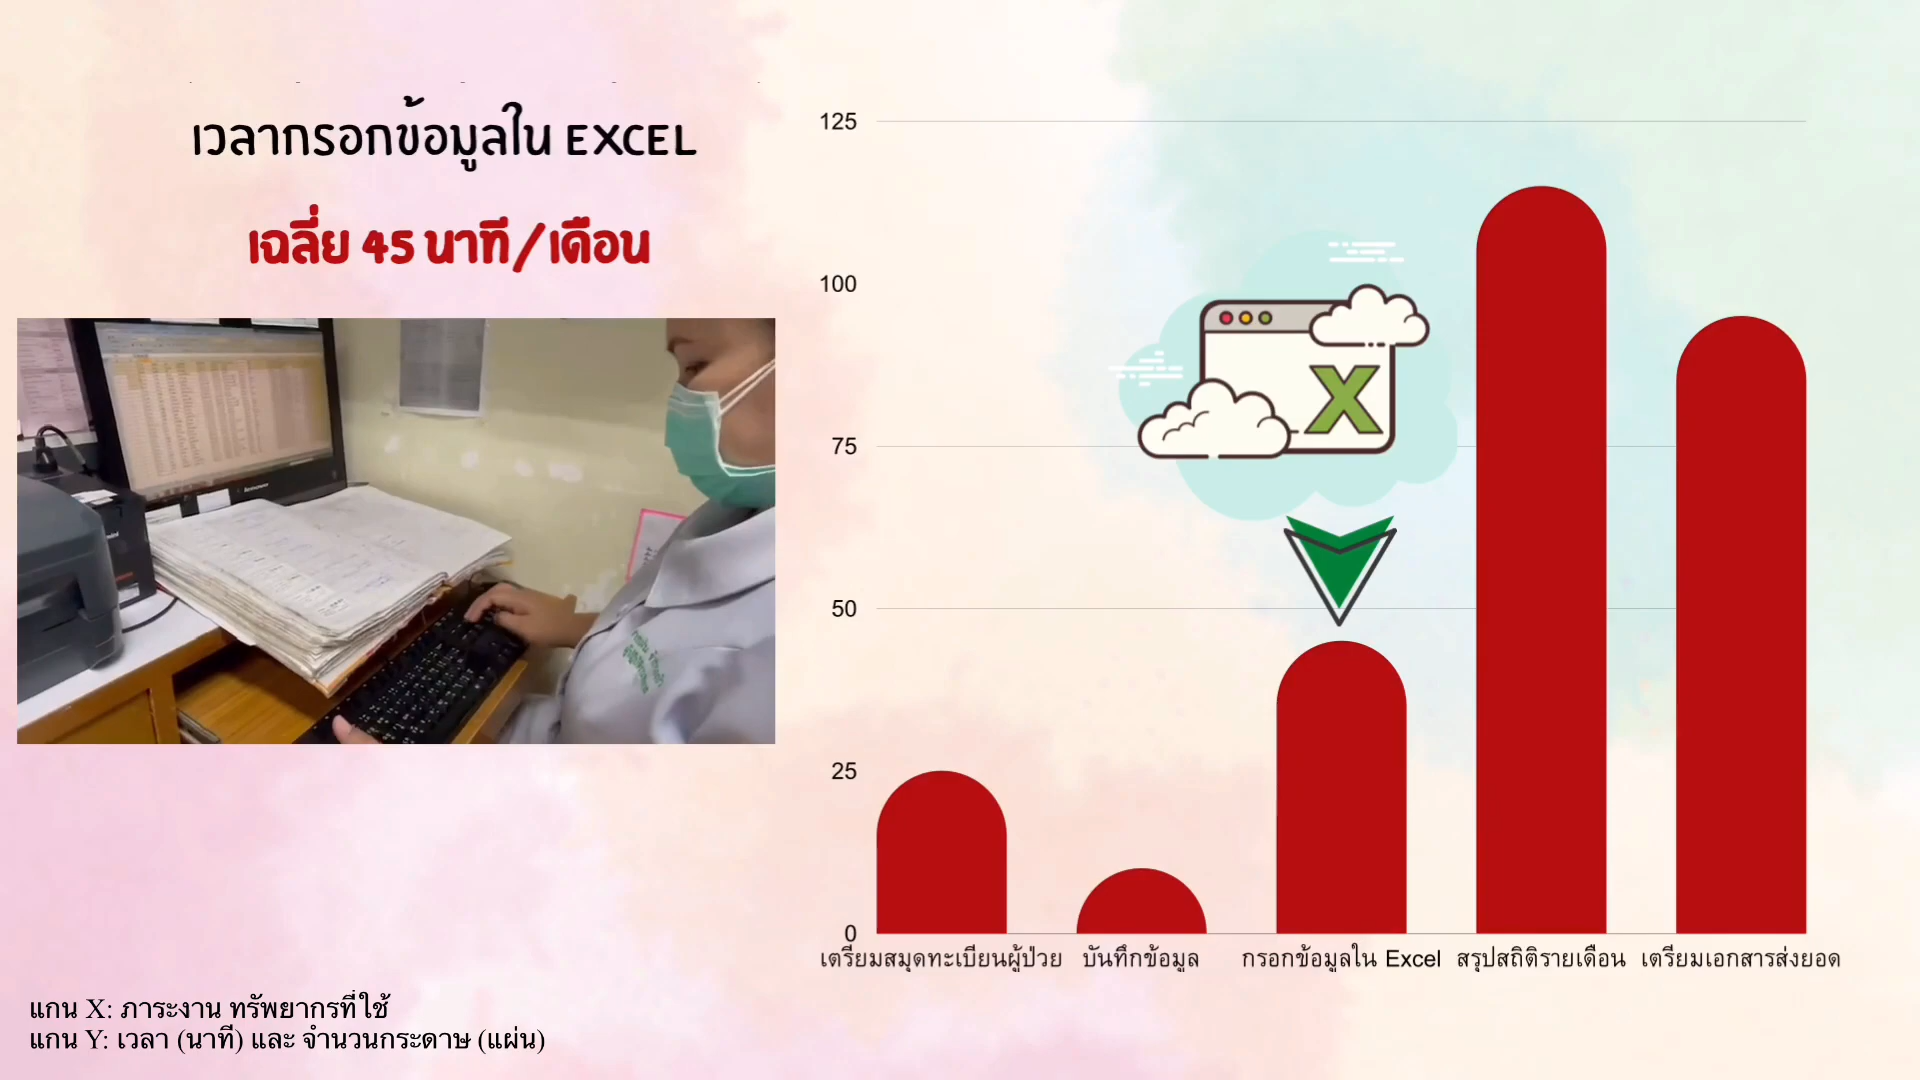 เวลากรอกข้อมูลใน EXCEL
เฉลี่ย 45 นาที/เดือน
125
100
75
50
25
0
เตรียมสมุดทะเบียนผู้ป่วย บันทึกข้อมูล กรอกข้อมูลใน Excel สรุปสถิติรายเดือน เตรียมเอกสารส่งยอด
X
แกน X: ภาระงาน ทรัพยากรที่ใช้
แกน Y: เวลา (นาที) และ จำนวนกระดาษ (แผ่น)